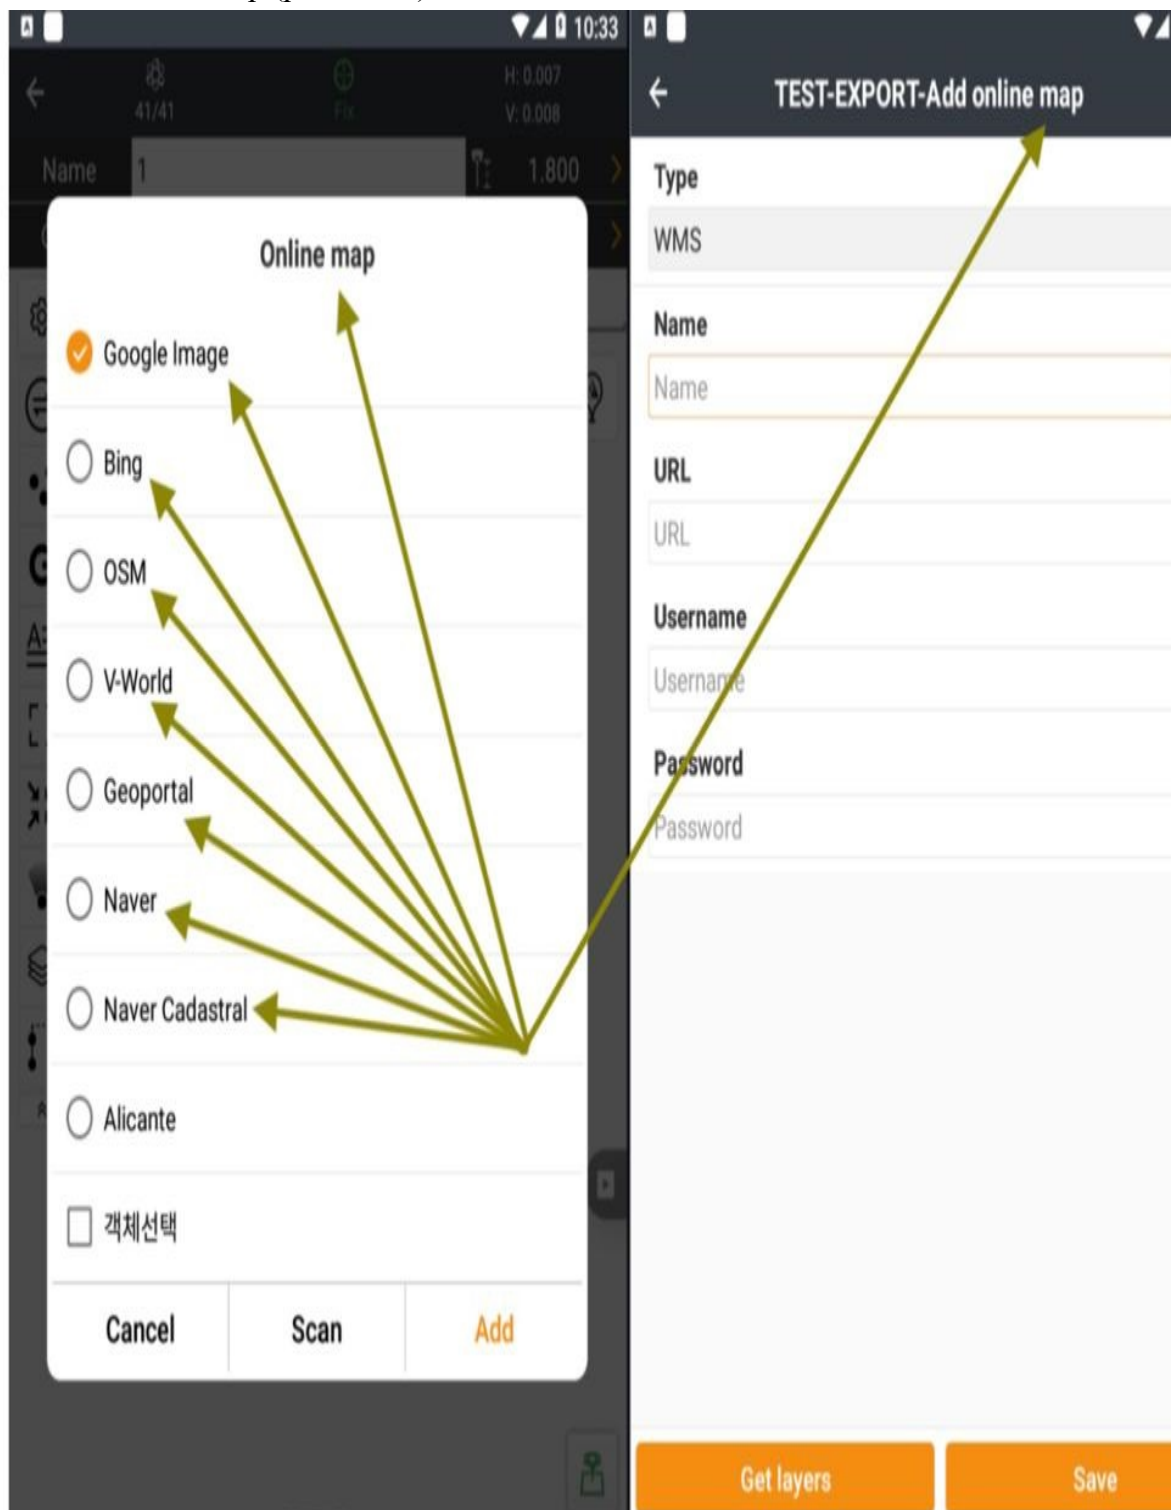 10:33
41/41
Fix
H: 0.007
V: 0.008
Name 1 1.800
Online map
Google Image
Bing
OSM
V-World
Geoportal
Naver
Naver Cadastral
Alicante
객체선택
Cancel Scan Add
TEST-EXPORT-Add online map
Type
WMS
Name
Name
URL
URL
Username
Username
Password
Password
Get layers Save